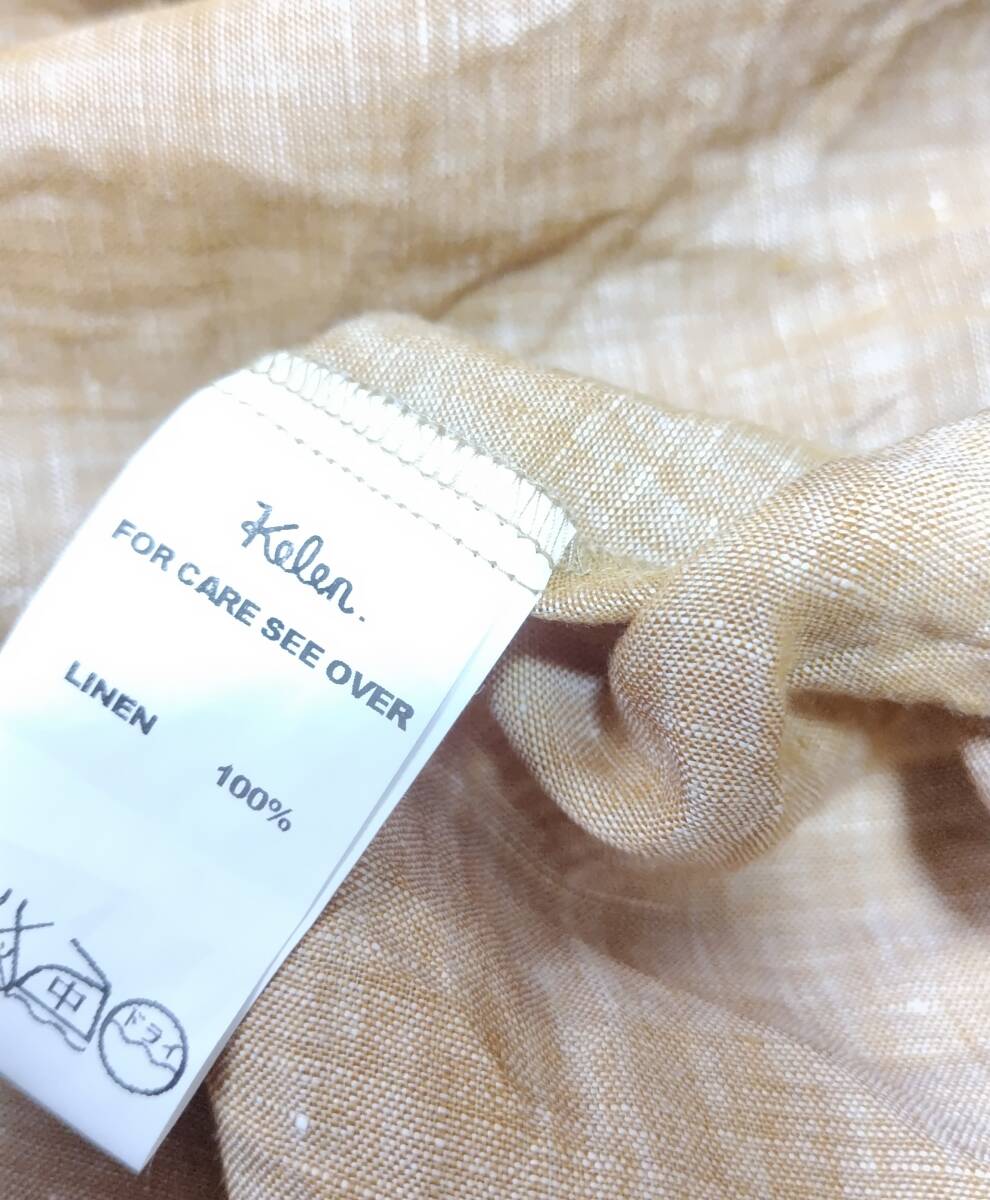 Kelen.
FOR CARE SEE OVER
LINEN
100%
中
ドライ